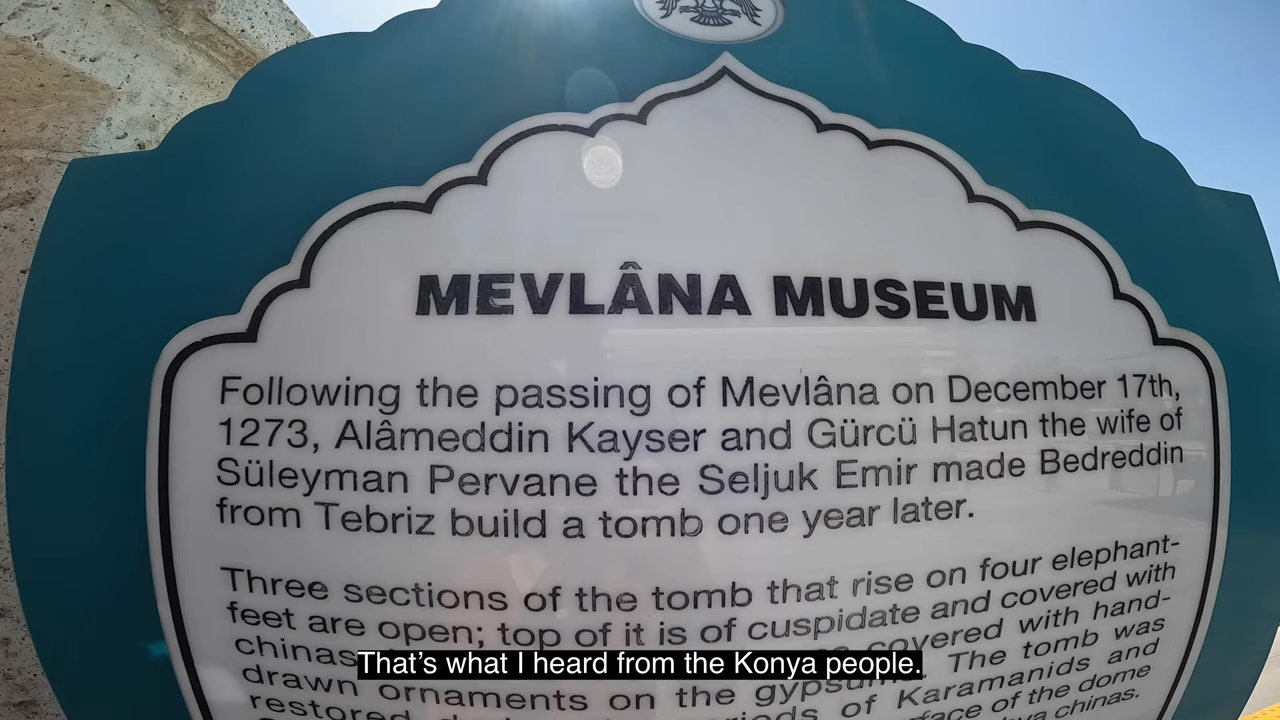 MEVLÂNA MUSEUM
Following the passing of Mevlâna on December 17th,
1273, Alâmeddin Kayser and Gürcü Hatun the wife of
Süleyman Pervane the Seljuk Emir made Bedreddin
from Tebriz build a tomb one year later.
Three sections of the tomb that rise on four elephant-
feet are open; top of it is of cuspidate and covered with
chinas covered with hand-
drawn ornaments on the gypsum. The tomb was
restored of Karamanids and
of the dome
chinas.
That's what I heard from the Konya people.